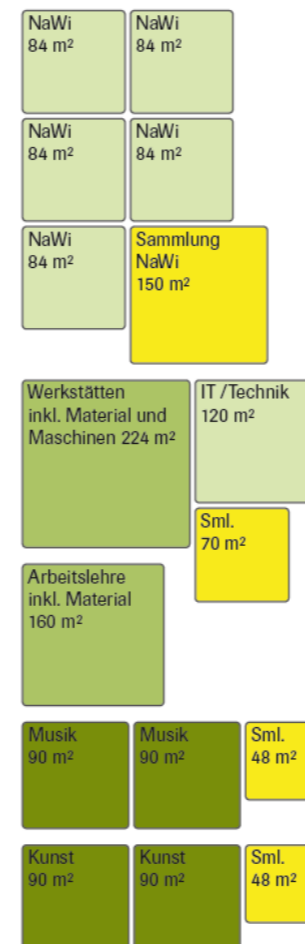 NaWi
84 m²
NaWi
84 m²
NaWi
84 m²
NaWi
84 m²
NaWi
84 m²
Sammlung
NaWi
150 m²
Werkstätten
inkl. Material und
Maschinen 224 m²
IT /Technik
120 m²
Sml.
70 m²
Arbeitslehre
inkl. Material
160 m²
Musik
90 m²
Musik
90 m²
Sml.
48 m²
Kunst
90 m²
Kunst
90 m²
Sml.
48 m²